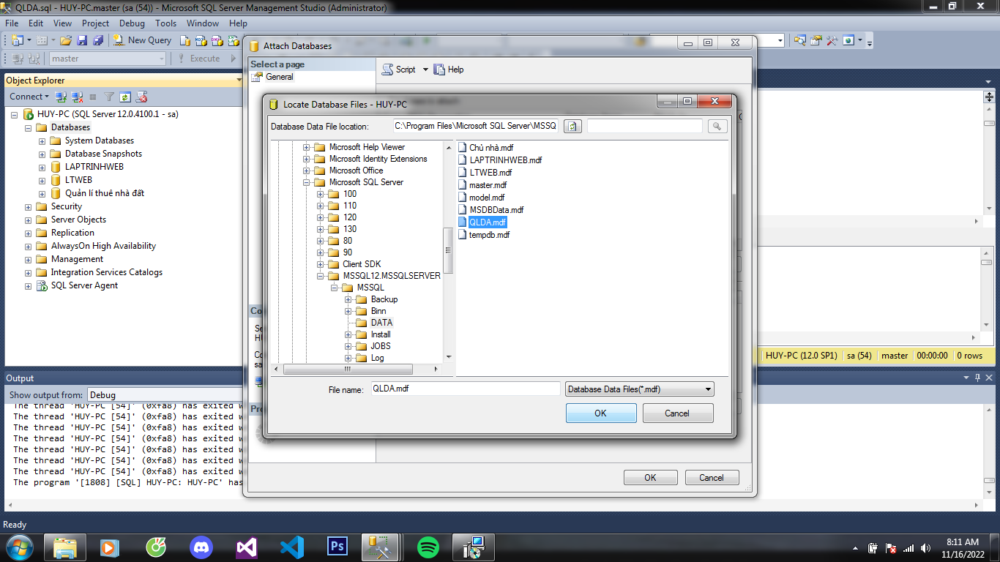 QLDA.sql - HUY-PC.master (sa (54)) - Microsoft SQL Server Management Studio (Administrator)
File Edit View Project Debug Tools Window Help
New Query
master Execute
Object Explorer
Connect
HUY-PC (SQL Server 12.0.4100.1 - sa)
Databases
System Databases
Database Snapshots
LAPTRINHWEB
LTWEB
Quản lí thuê nhà đất
Security
Server Objects
Replication
AlwaysOn High Availability
Management
Integration Services Catalogs
SQL Server Agent
Attach Databases
Select a page
General
Script Help
Locate Database Files - HUY-PC
Database Data File location: C:\Program Files\Microsoft SQL Server\MSSQ
Microsoft Help Viewer
Microsoft Identity Extensions
Microsoft Office
Microsoft SQL Server
100
110
120
130
80
90
Client SDK
MSSQL12.MSSQLSERVER
MSSQL
Backup
Binn
DATA
Install
JOBS
Log
Chủ nhà.mdf
LAPTRINHWEB.mdf
LTWEB.mdf
master.mdf
model.mdf
MSDBData.mdf
QLDA.mdf
tempdb.mdf
File name: QLDA.mdf
Database Data Files(*.mdf)
OK Cancel
OK Cancel
HUY-PC (12.0 SP1) sa (54) master 00:00:00 0 rows
Output
Show output from: Debug
The thread 'HUY-PC [54]' (0xfa8) has exited w
The thread 'HUY-PC [54]' (0xfa8) has exited w
The thread 'HUY-PC [54]' (0xfa8) has exited w
The thread 'HUY-PC [54]' (0xfa8) has exited w
The thread 'HUY-PC [54]' (0xfa8) has exited w
The thread 'HUY-PC [54]' (0xfa8) has exited w
The thread 'HUY-PC [54]' (0xfa8) has exited w
The program '[1808] [SQL] HUY-PC: HUY-PC' has
Ready
Ps
8:11 AM
11/16/2022